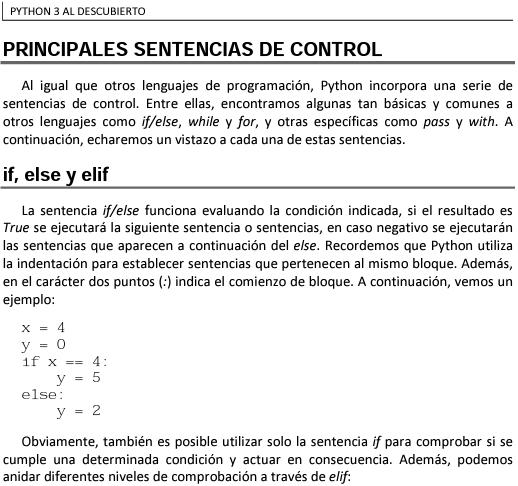 PYTHON 3 AL DESCUBIERTO
PRINCIPALES SENTENCIAS DE CONTROL
Al igual que otros lenguajes de programación, Python incorpora una serie de
sentencias de control. Entre ellas, encontramos algunas tan básicas y comunes a
otros lenguajes como if/else, while y for, y otras específicas como pass y with. A
continuación, echaremos un vistazo a cada una de estas sentencias.
if, else y elif
La sentencia if/else funciona evaluando la condición indicada, si el resultado es
True se ejecutará la siguiente sentencia o sentencias, en caso negativo se ejecutarán
las sentencias que aparecen a continuación del else. Recordemos que Python utiliza
la indentación para establecer sentencias que pertenecen al mismo bloque. Además,
en el carácter dos puntos (:) indica el comienzo de bloque. A continuación, vemos un
ejemplo:
x = 4
y = 0
if x == 4:
    y = 5
else:
    y = 2
Obviamente, también es posible utilizar solo la sentencia if para comprobar si se
cumple una determinada condición y actuar en consecuencia. Además, podemos
anidar diferentes niveles de comprobación a través de elif: